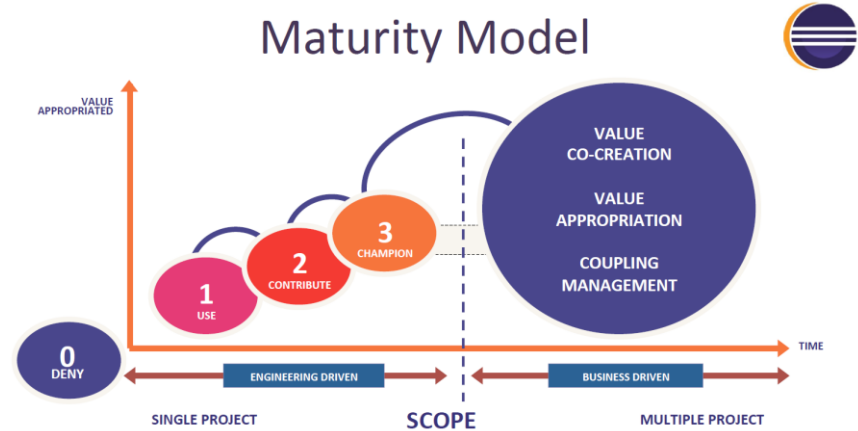 Maturity Model
VALUE
APPROPRIATED
VALUE
CO-CREATION
VALUE
APPROPRIATION
COUPLING
MANAGEMENT
3
CHAMPION
2
CONTRIBUTE
1
USE
0
DENY
TIME
ENGINEERING DRIVEN
BUSINESS DRIVEN
SINGLE PROJECT
SCOPE
MULTIPLE PROJECT